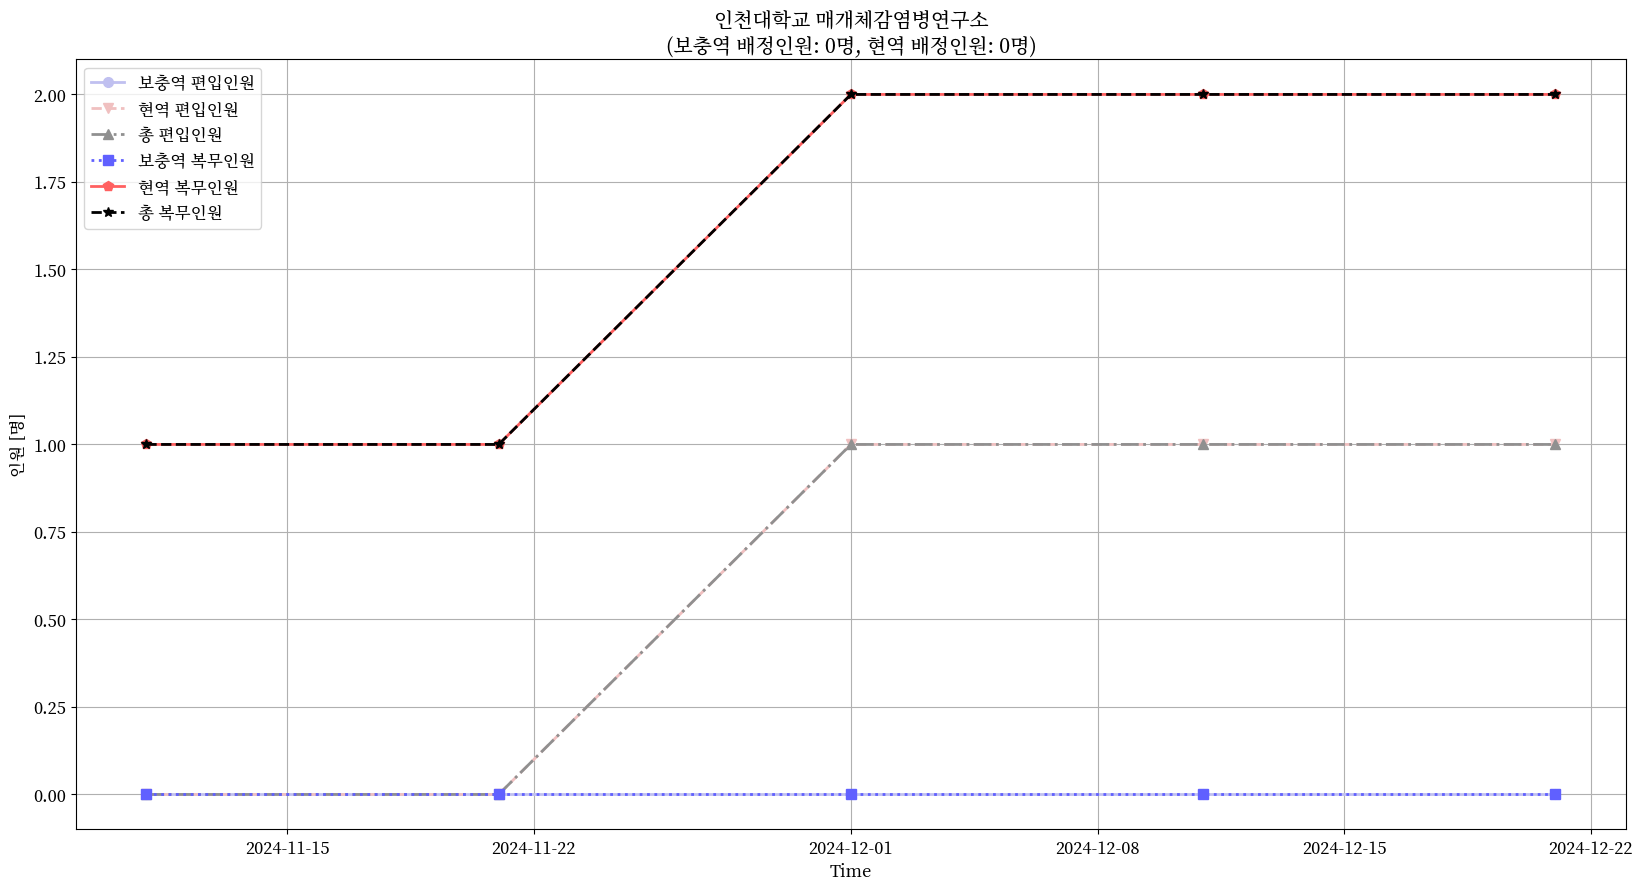 인천대학교 매개체감염병연구소
(보충역 배정인원: 0명, 현역 배정인원: 0명)
보충역 편입인원
현역 편입인원
총 편입인원
보충역 복무인원
현역 복무인원
총 복무인원
2.00
1.75
1.50
1.25
1.00
0.75
0.50
0.25
0.00
인원 [명]
2024-11-15
2024-11-22
2024-12-01
2024-12-08
2024-12-15
2024-12-22
Time